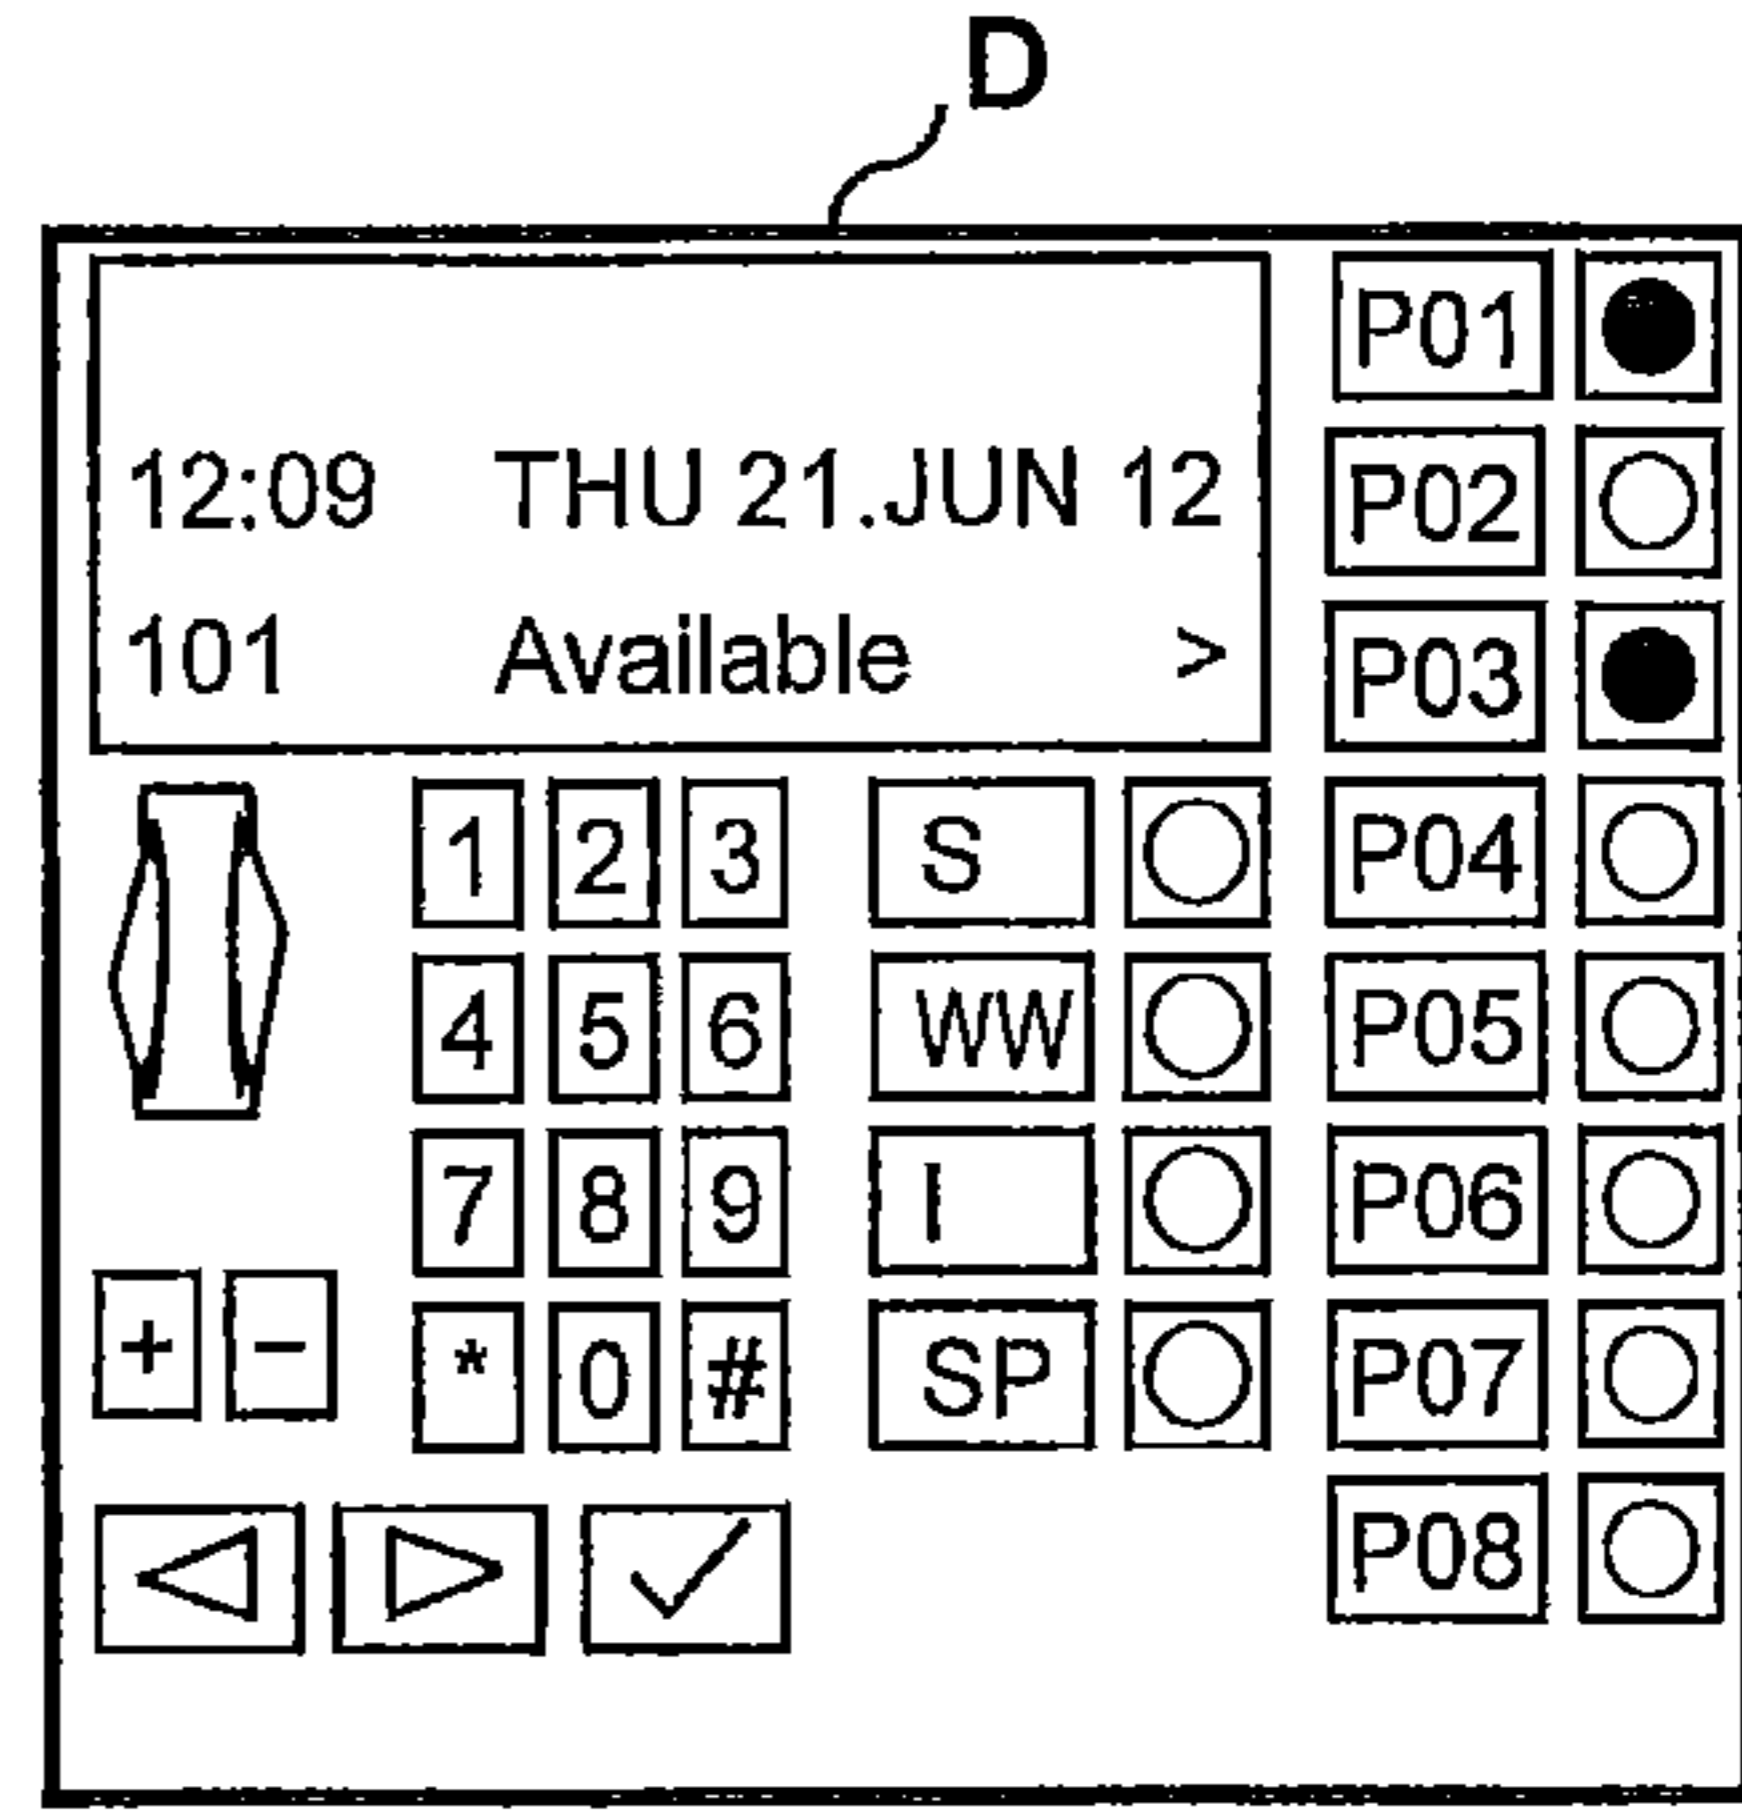 D
12:09 THU 21.JUN 12
101 Available >
P01
P02
P03
1 2 3 S P04
4 5 6 WW P05
7 8 9 I P06
+ - * 0 # SP P07
P08